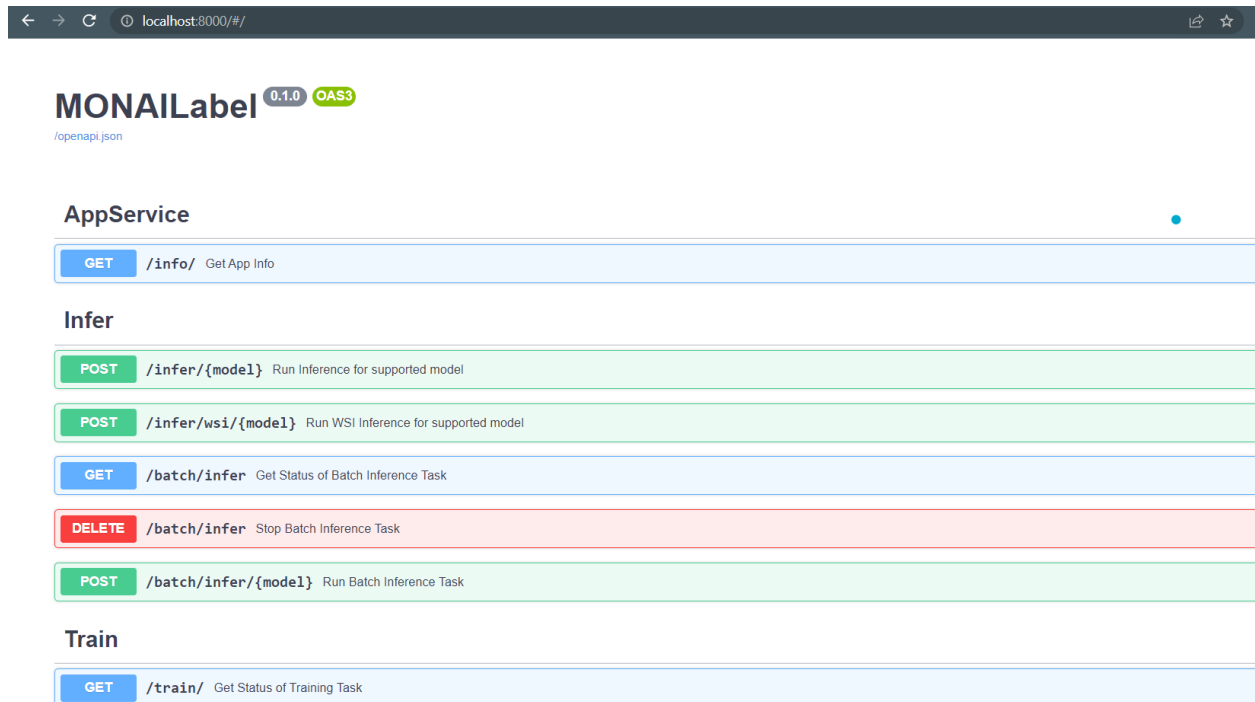 localhost:8000/#/
MONAILabel 0.1.0 OAS3
/openapi.json
AppService
GET /info/ Get App Info
Infer
POST /infer/{model} Run Inference for supported model
POST /infer/wsi/{model} Run WSI Inference for supported model
GET /batch/infer Get Status of Batch Inference Task
DELETE /batch/infer Stop Batch Inference Task
POST /batch/infer/{model} Run Batch Inference Task
Train
GET /train/ Get Status of Training Task